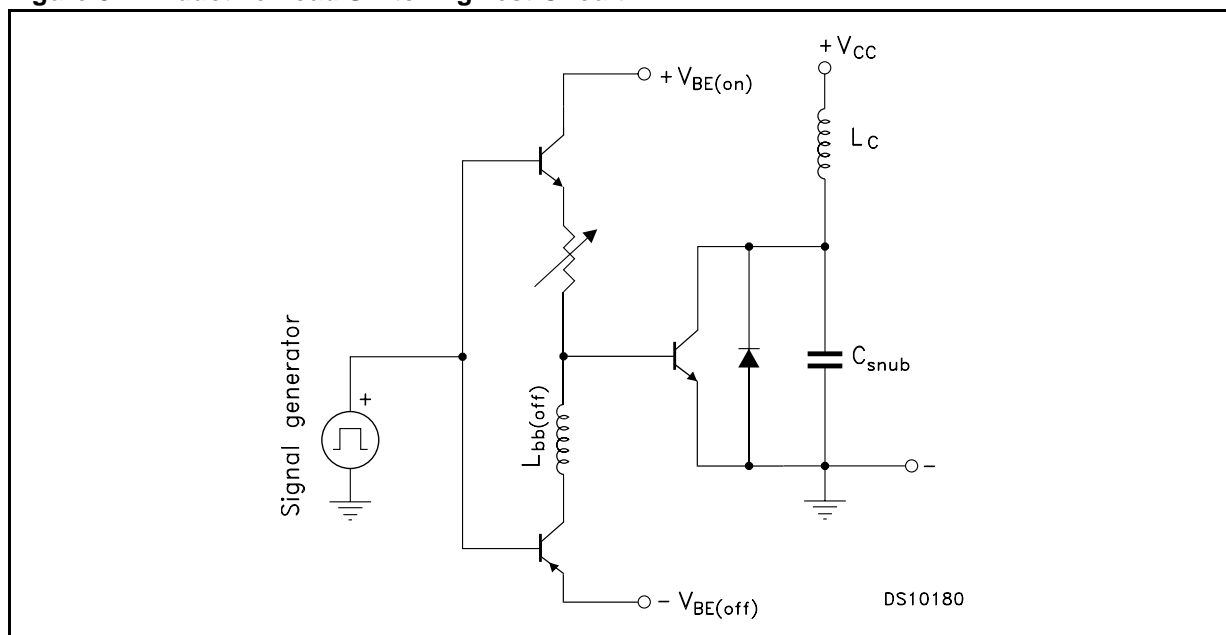 + V_CC
+ V_BE(on)
L_C
Signal generator
+
L_bb(off)
C_snub
-
- V_BE(off)
DS10180